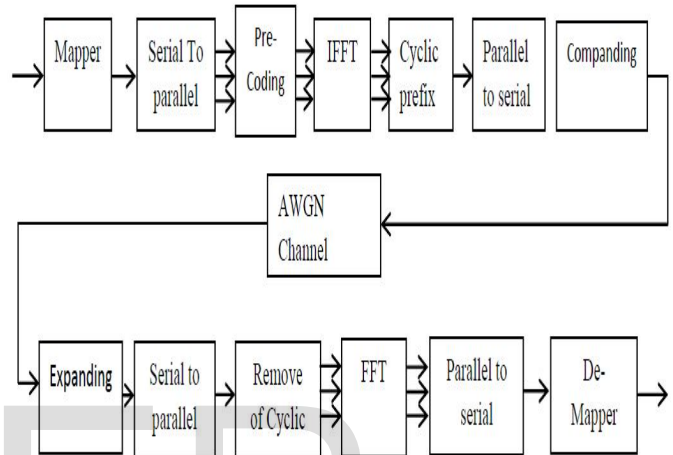 Mapper
Serial To
parallel
Pre-
Coding
IFFT
Cyclic
prefix
Parallel
to serial
Companding
AWGN
Channel
Expanding
Serial to
parallel
Remove
of Cyclic
FFT
Parallel to
serial
De-
Mapper